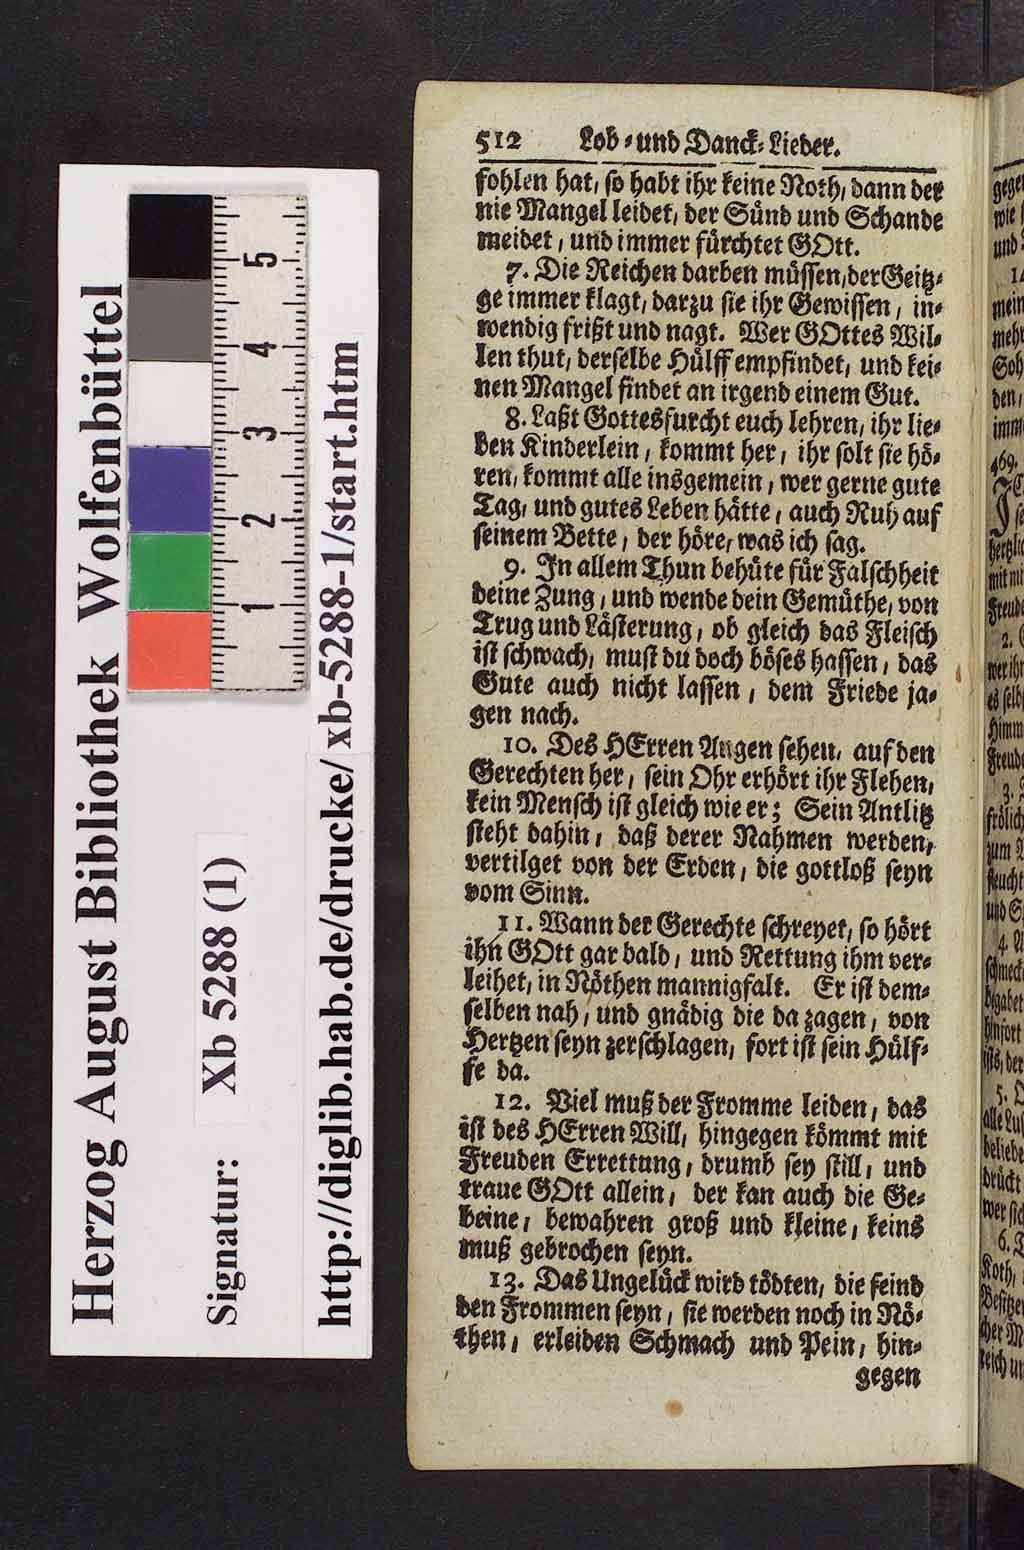 512 Lob- und Danck-Lieder.
fohlen hat, so habt ihr keine Noth, dann der
nie Mangel leidet, der Sünd und Schande
meidet, und immer fürchtet GOtt.
7. Die Reichen darben müssen, der Geitz-
ge immer klagt, darzu sie ihr Gewissen, in-
wendig frißt und nagt. Wer GOttes Wil-
len thut, derselbe Hülff empfindet, und kei-
nen Mangel findet an irgend einem Gut.
8. Laßt Gottesfurcht euch lehren, ihr lie-
ben Kinderlein, kommt her, ihr solt sie hö-
ren, kommt alle insgemein, wer gerne gute
Tag, und gutes Leben hätte, auch Ruh auf
seinem Bette, der höre, was ich sag.
9. In allem Thun behüte für Falschheit
deine Zung, und wende dein Gemüthe, von
Trug und Lästerung, ob gleich das Fleisch
ist schwach, must du doch böses hassen, das
Gute auch nicht lassen, dem Friede ja-
gen nach.
10. Des HErren Augen sehen, auf den
Gerechten her, sein Ohr erhört ihr Flehen,
kein Mensch ist gleich wie er; Sein Antlitz
steht dahin, daß derer Nahmen werden,
vertilget von der Erden, die gottloß seyn
vom Sinn.
11. Wann der Gerechte schreyet, so hört
ihn GOtt gar bald, und Rettung ihm ver-
leihet, in Nöthen mannigfalt. Er ist dem-
selben nah, und gnädig die da zagen, von
Hertzen seyn zerschlagen, fort ist sein Hülf-
fe da.
12. Viel muß der Fromme leiden, das
ist des HErren Will, hingegen kömmt mit
Freuden Errettung, drumb sey still, und
traue GOtt allein, der kan auch die Ge-
beine, bewahren groß und kleine, keins
muß gebrochen seyn.
13. Das Ungelück wird tödten, die feind
den Frommen seyn, sie werden noch in Nö-
then, erleiden Schmach und Pein, hin-
gegen
Herzog August Bibliothek Wolfenbüttel
Signatur: Xb 5288 (1)
http://diglib.hab.de/drucke/xb-5288-1/start.htm
5
4
3
2
1
469.